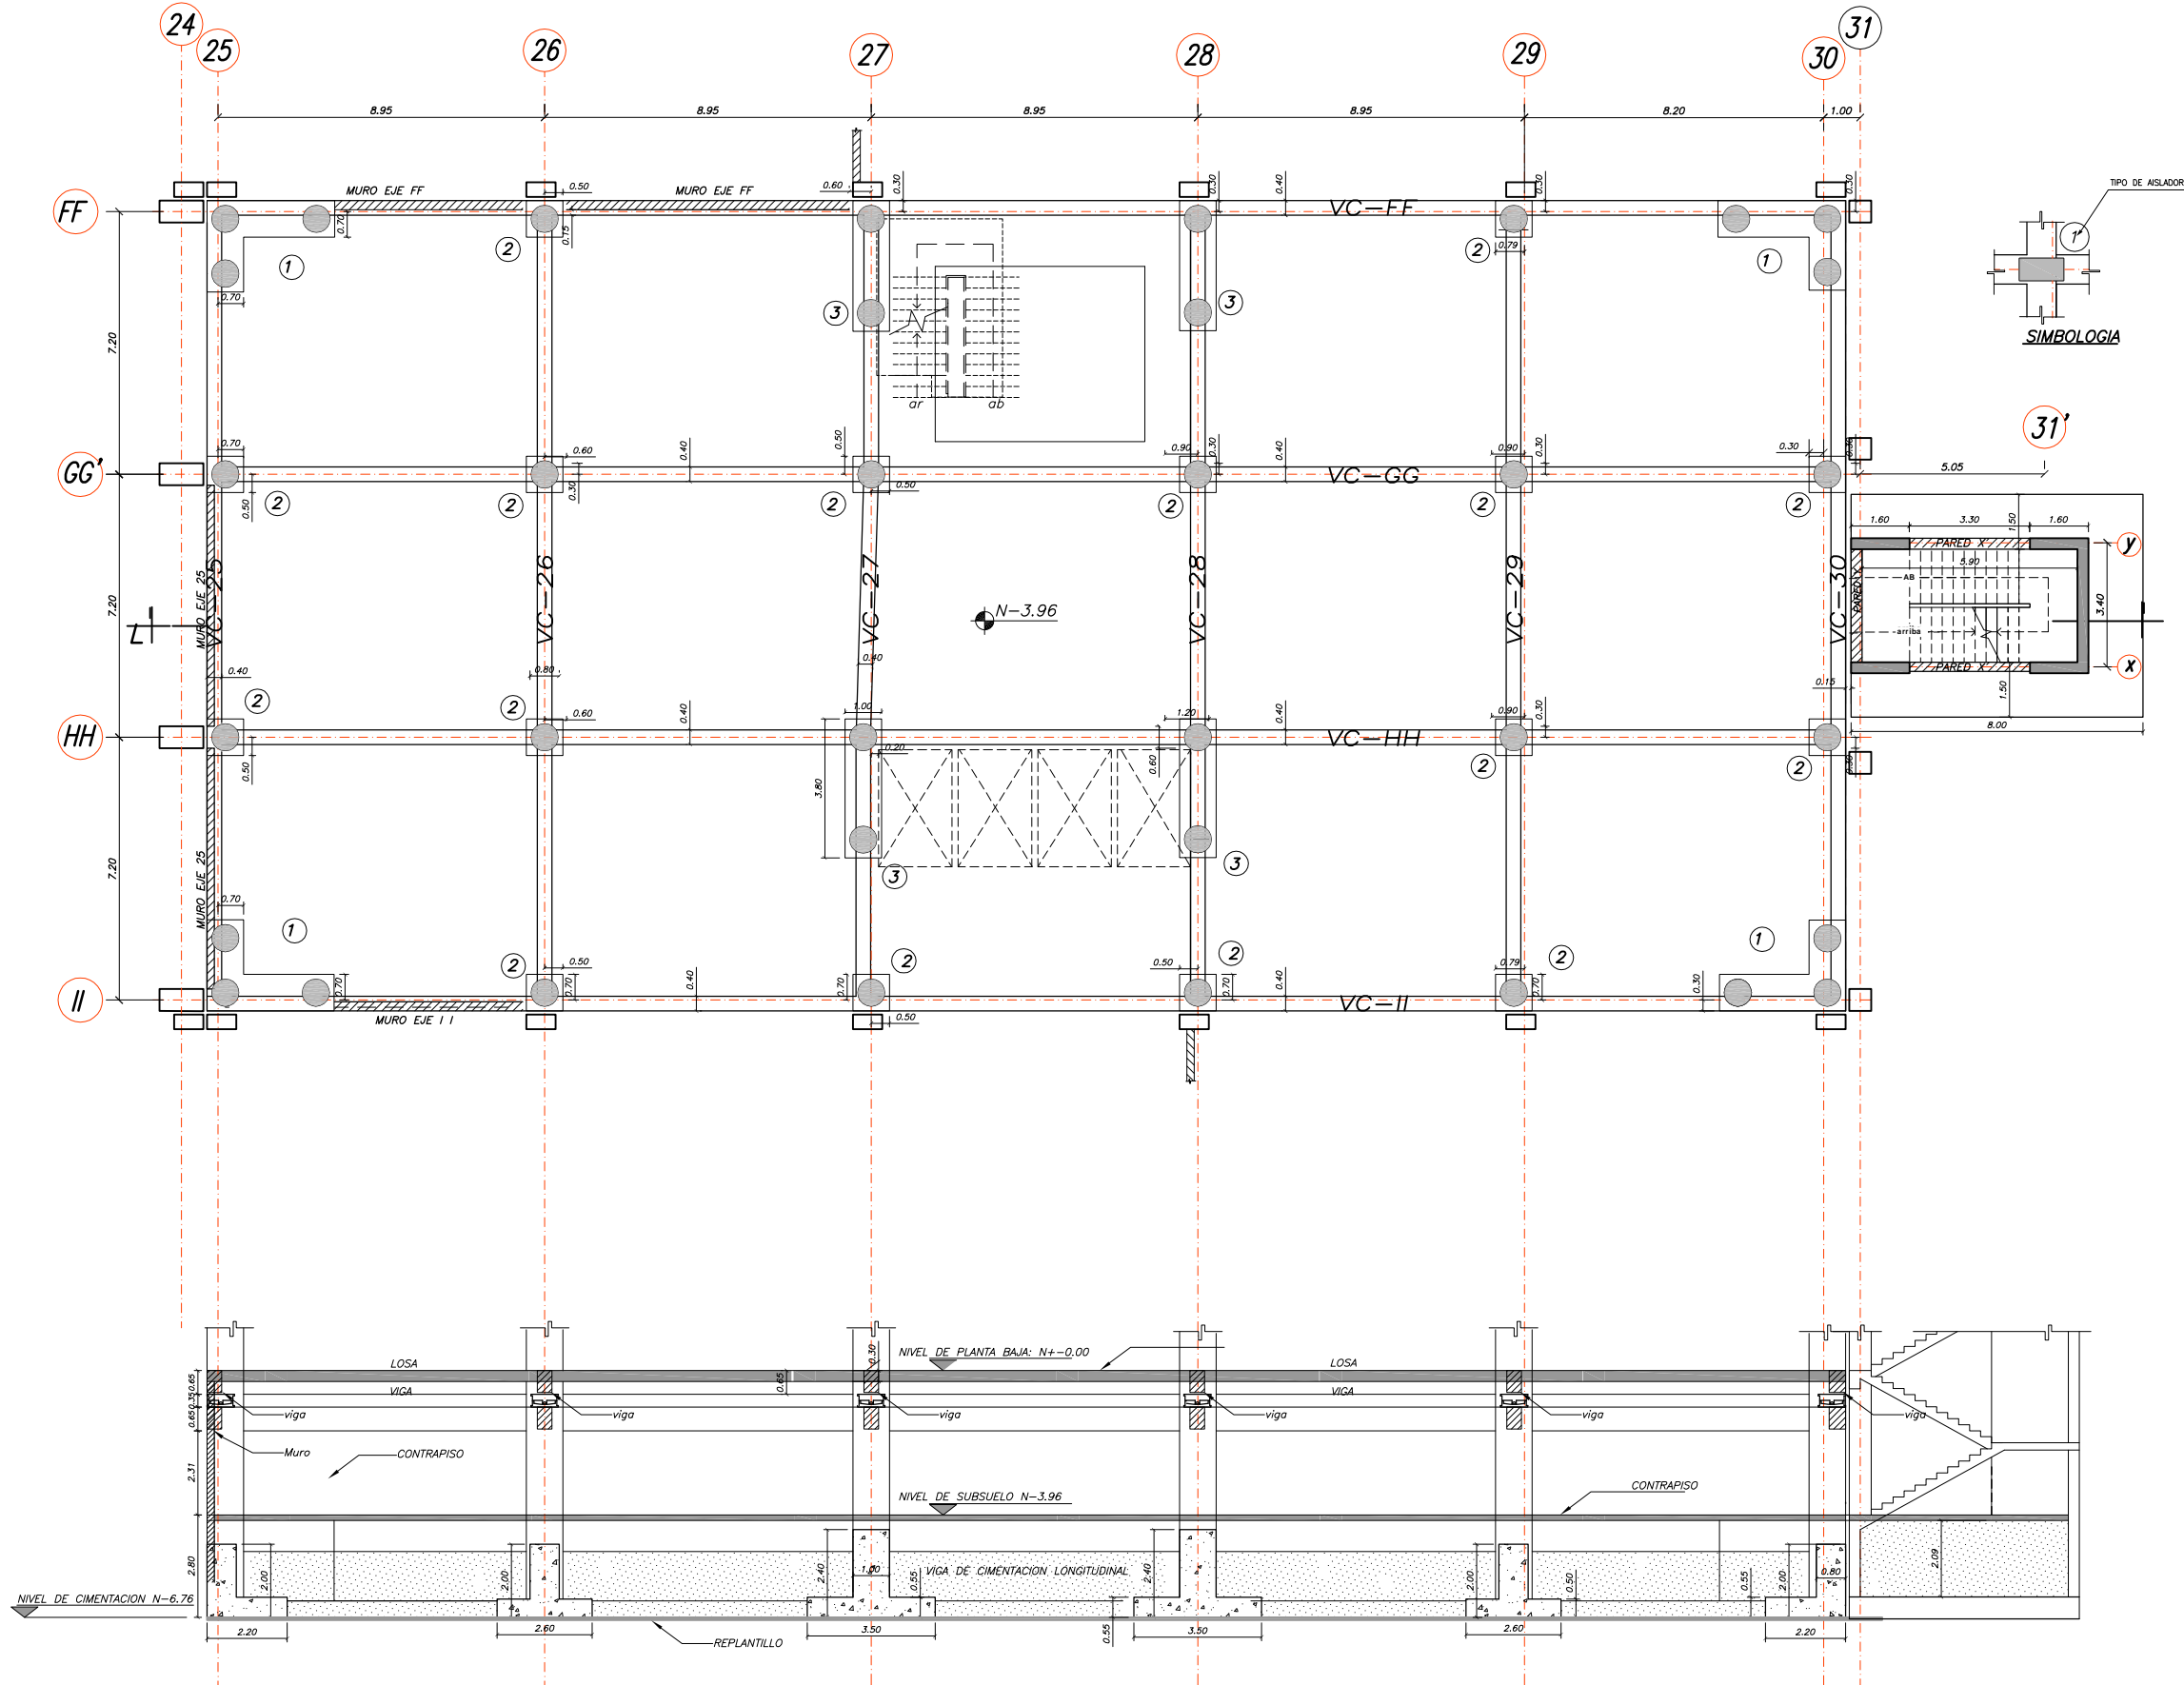 24
25
26
27
28
29
30
31
8.95
8.95
8.95
8.95
8.20
1.00
MURO EJE FF
MURO EJE FF
0.50
0.60
0.30
0.30
0.40
0.30
0.30
TIPO DE AISLADOR
FF
VC-FF
0.70
0.15
0.79
1
2
2
1
1
SIMBOLOGIA
0.70
3
3
7.20
ar
ab
31'
0.70
0.60
0.40
0.50
0.90
0.30
0.40
0.90
0.30
0.30
0.30
5.05
GG'
VC-GG
0.50
0.30
0.50
2
2
2
2
2
2
1.60
3.30
1.60
1.50
PARED X'
y
5.90
AB
PARED
3.40
arriba
PARED X'
x
0.15
1.50
8.00
7.20
MURO EJE 25
VC-25
VC-26
VC-27
VC-28
VC-29
VC-30
N-3.96
L'
0.40
0.80
0.40
2
2
0.60
0.40
1.00
1.20
0.40
0.90
0.30
HH
VC-HH
0.50
0.20
0.60
0.30
2
2
3.80
7.20
MURO EJE 25
3
3
0.70
1
1
2
2
2
2
0.50
0.40
0.50
0.40
0.79
0.30
0.70
0.70
0.70
0.70
0.70
II
VC-II
MURO EJE I I
0.50
LOSA
0.30
NIVEL DE PLANTA BAJA: N+-0.00
LOSA
0.65
0.35
0.65
VIGA
0.65
VIGA
viga
viga
viga
viga
viga
viga
Muro
CONTRAPISO
2.31
NIVEL DE SUBSUELO N-3.96
CONTRAPISO
2.80
2.00
2.00
2.40
1.00
0.55
VIGA DE CIMENTACION LONGITUDINAL
2.40
2.00
0.50
0.55
2.00
0.80
2.09
NIVEL DE CIMENTACION N-6.76
2.20
2.60
3.50
0.55
3.50
2.60
2.20
REPLANTILLO